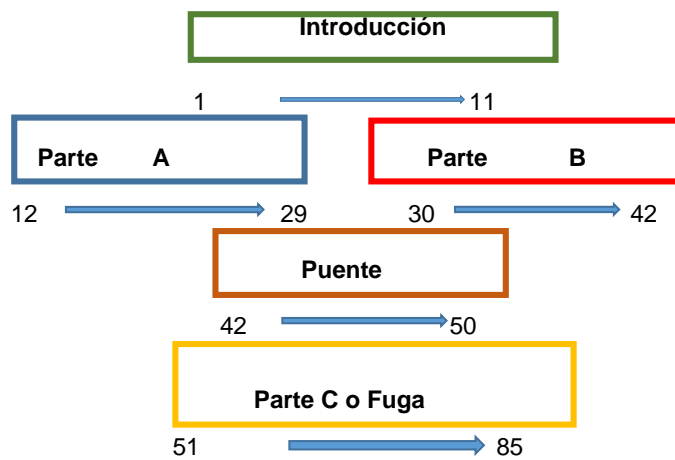 Introducción
1 11
Parte A Parte B
12 29 30 42
Puente
42 50
Parte C o Fuga
51 85